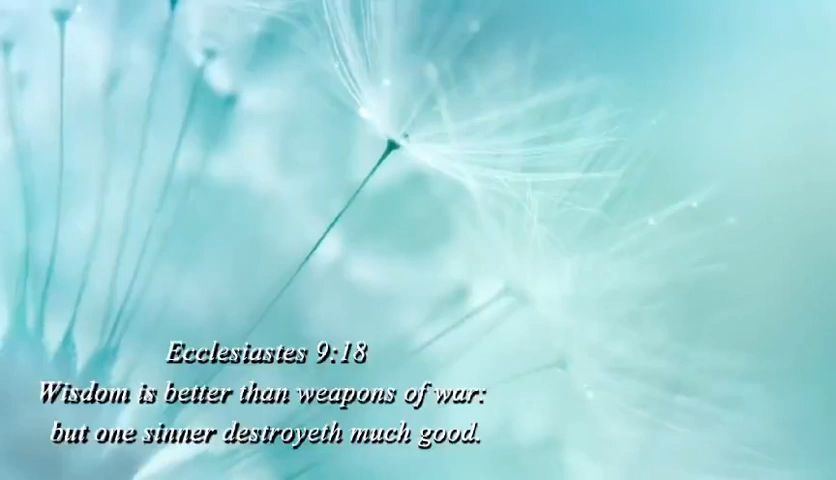 Ecclesiastes 9:18
Wisdom is better than weapons of war:
but one sinner destroyeth much good.